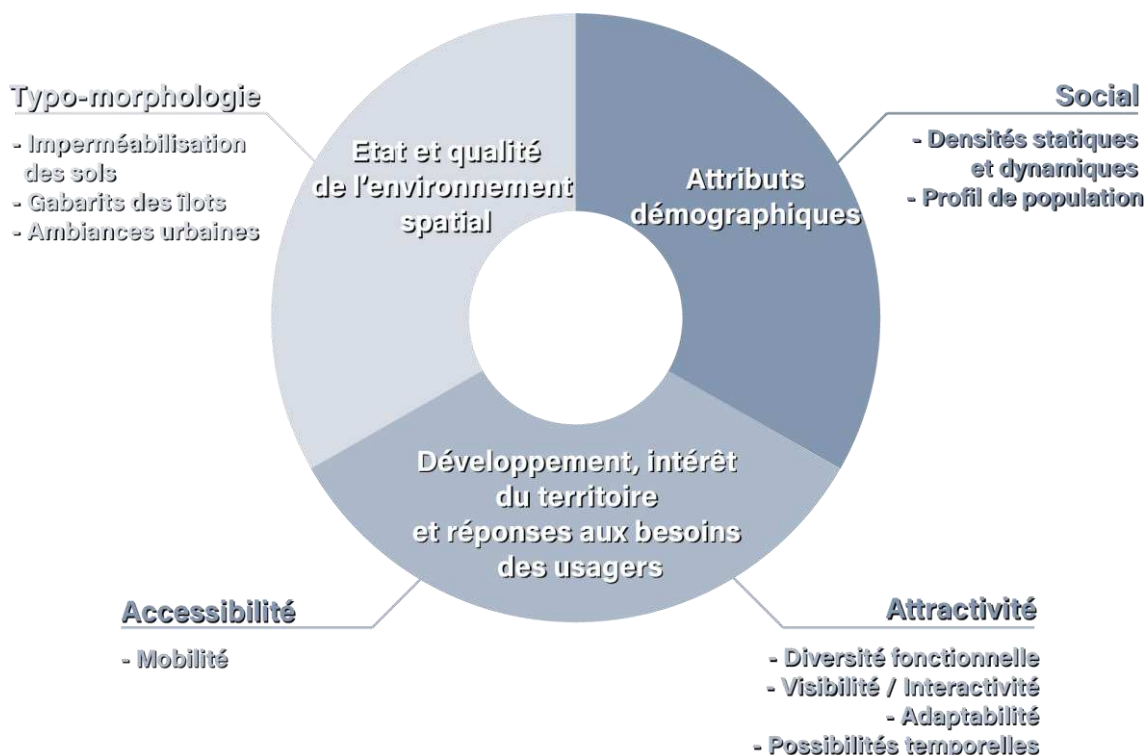 Typo-morphologie
- Imperméabilisation
des sols
- Gabarits des îlots
- Ambiances urbaines
Etat et qualité
de l'environnement
spatial
Attributs
démographiques
Social
- Densités statiques
et dynamiques
- Profil de population
Développement, intérêt
du territoire
et réponses aux besoins
des usagers
Accessibilité
- Mobilité
Attractivité
- Diversité fonctionnelle
- Visibilité / Interactivité
- Adaptabilité
- Possibilités temporelles